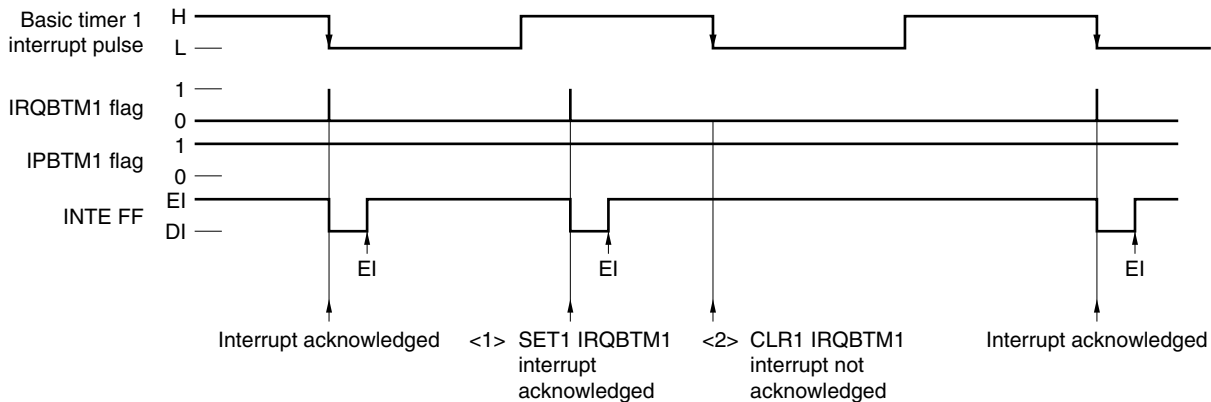 Basic timer 1
interrupt pulse
H
L
IRQBTM1 flag
1
0
IPBTM1 flag
1
0
INTE FF
EI
DI
EI
EI
EI
Interrupt acknowledged
<1> SET1 IRQBTM1
interrupt
acknowledged
<2> CLR1 IRQBTM1
interrupt not
acknowledged
Interrupt acknowledged